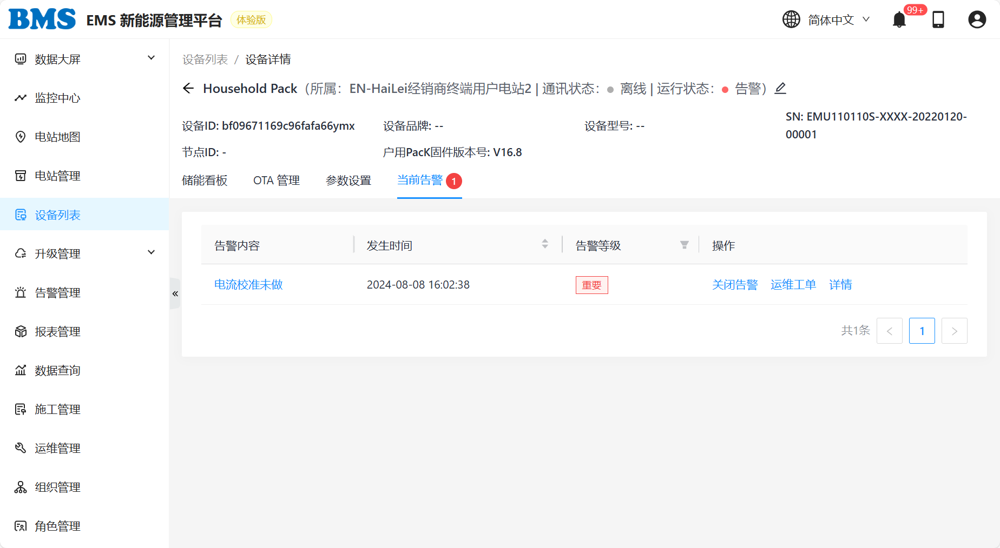 BMS EMS 新能源管理平台 体验版 简体中文 99+
数据大屏
监控中心
电站地图
电站管理
设备列表
升级管理
告警管理
报表管理
数据查询
施工管理
运维管理
组织管理
角色管理
设备列表 / 设备详情
Household Pack（所属：EN-HaiLei经销商终端用户电站2 | 通讯状态： 离线 | 运行状态： 告警）
设备ID: bf09671169c96fafa66ymx 设备品牌: -- 设备型号: -- SN: EMU110110S-XXXX-20220120-
00001
节点ID: - 户用PacK固件版本号: V16.8
储能看板 OTA 管理 参数设置 当前告警 1
告警内容 发生时间 告警等级 操作
电流校准未做 2024-08-08 16:02:38 重要 关闭告警 运维工单 详情
共1条 < 1 >